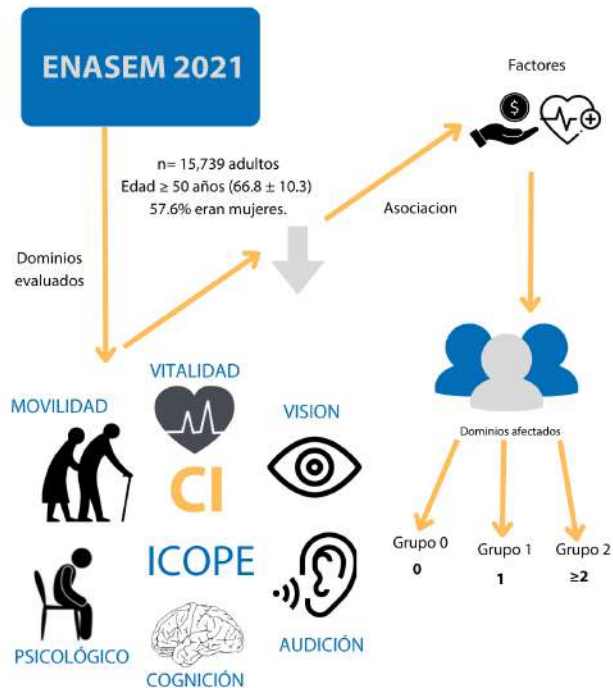 ENASEM 2021
n= 15,739 adultos
Edad ≥ 50 años (66.8 ± 10.3)
57.6% eran mujeres.
Factores
$
Asociacion
Dominios
evaluados
VITALIDAD
MOVILIDAD
VISION
CI
ICOPE
PSICOLÓGICO
COGNICIÓN
AUDICIÓN
Dominios afectados
Grupo 0
0
Grupo 1
1
Grupo 2
≥2